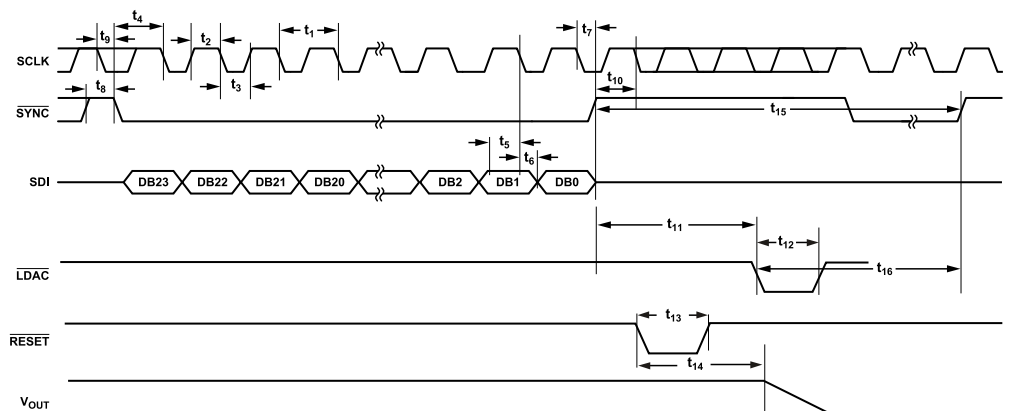 t4
t9
t2
t1
t7
SCLK
t3
t10
t8
SYNC
t15
t5
t6
SDI
DB23
DB22
DB21
DB20
DB2
DB1
DB0
t11
t12
LDAC
t16
t13
RESET
t14
VOUT